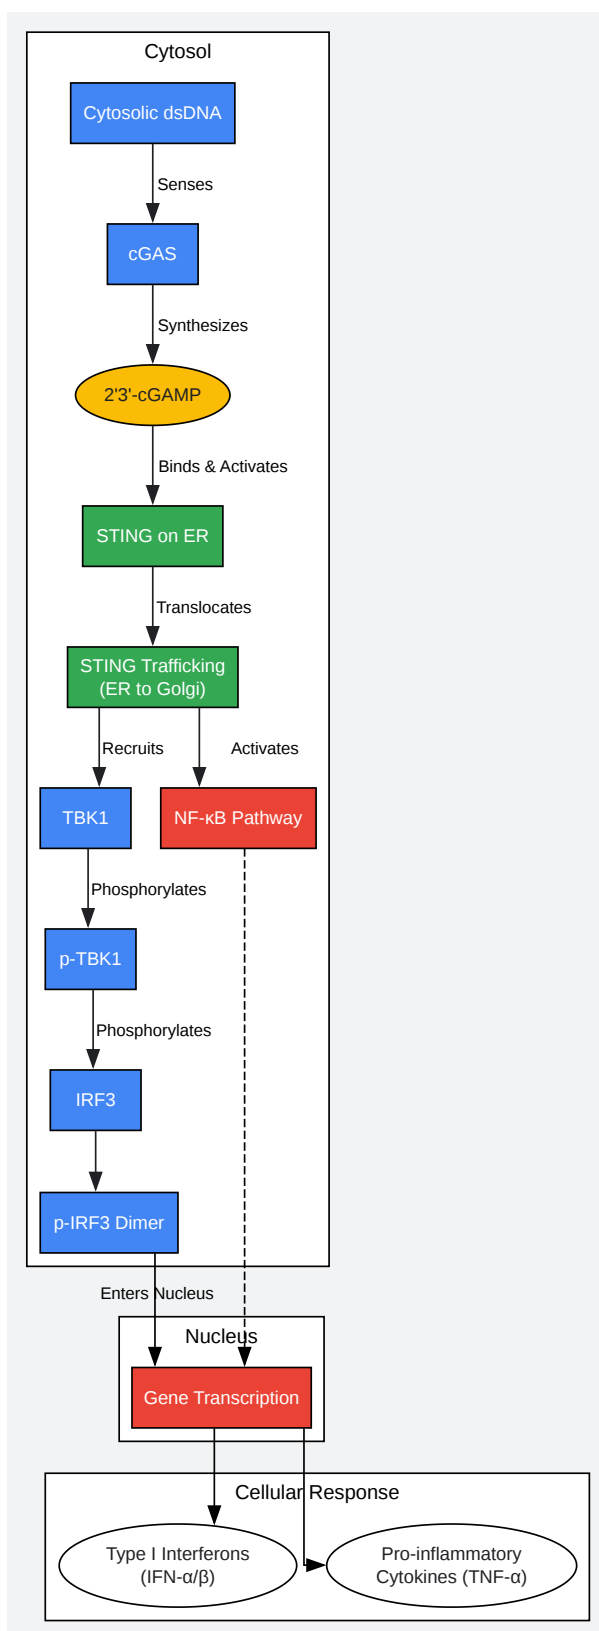 Cytosol
Cytosolic dsDNA
Senses
cGAS
Synthesizes
2'3'-cGAMP
Binds & Activates
STING on ER
Translocates
STING Trafficking
(ER to Golgi)
Recruits
Activates
TBK1
NF-κB Pathway
Phosphorylates
p-TBK1
Phosphorylates
IRF3
p-IRF3 Dimer
Enters Nucleus
Nucleus
Gene Transcription
Cellular Response
Type I Interferons
(IFN-α/β)
Pro-inflammatory
Cytokines (TNF-α)